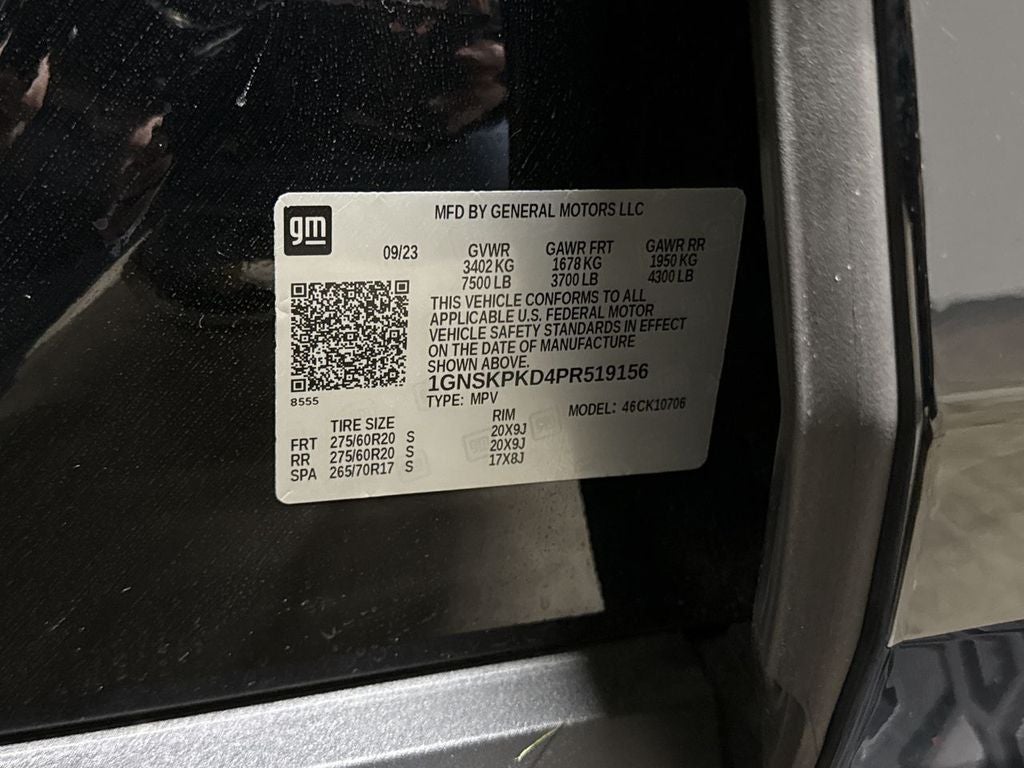 gm
MFD BY GENERAL MOTORS LLC
09/23 GVWR GAWR FRT GAWR RR
3402 KG 1678 KG 1950 KG
7500 LB 3700 LB 4300 LB
THIS VEHICLE CONFORMS TO ALL
APPLICABLE U.S. FEDERAL MOTOR
VEHICLE SAFETY STANDARDS IN EFFECT
ON THE DATE OF MANUFACTURE
SHOWN ABOVE.
1GNSKPKD4PR519156
8555
TYPE: MPV MODEL: 46CK10706
TIRE SIZE RIM
FRT 275/60R20 S 20X9J
RR 275/60R20 S 20X9J
SPA 265/70R17 S 17X8J